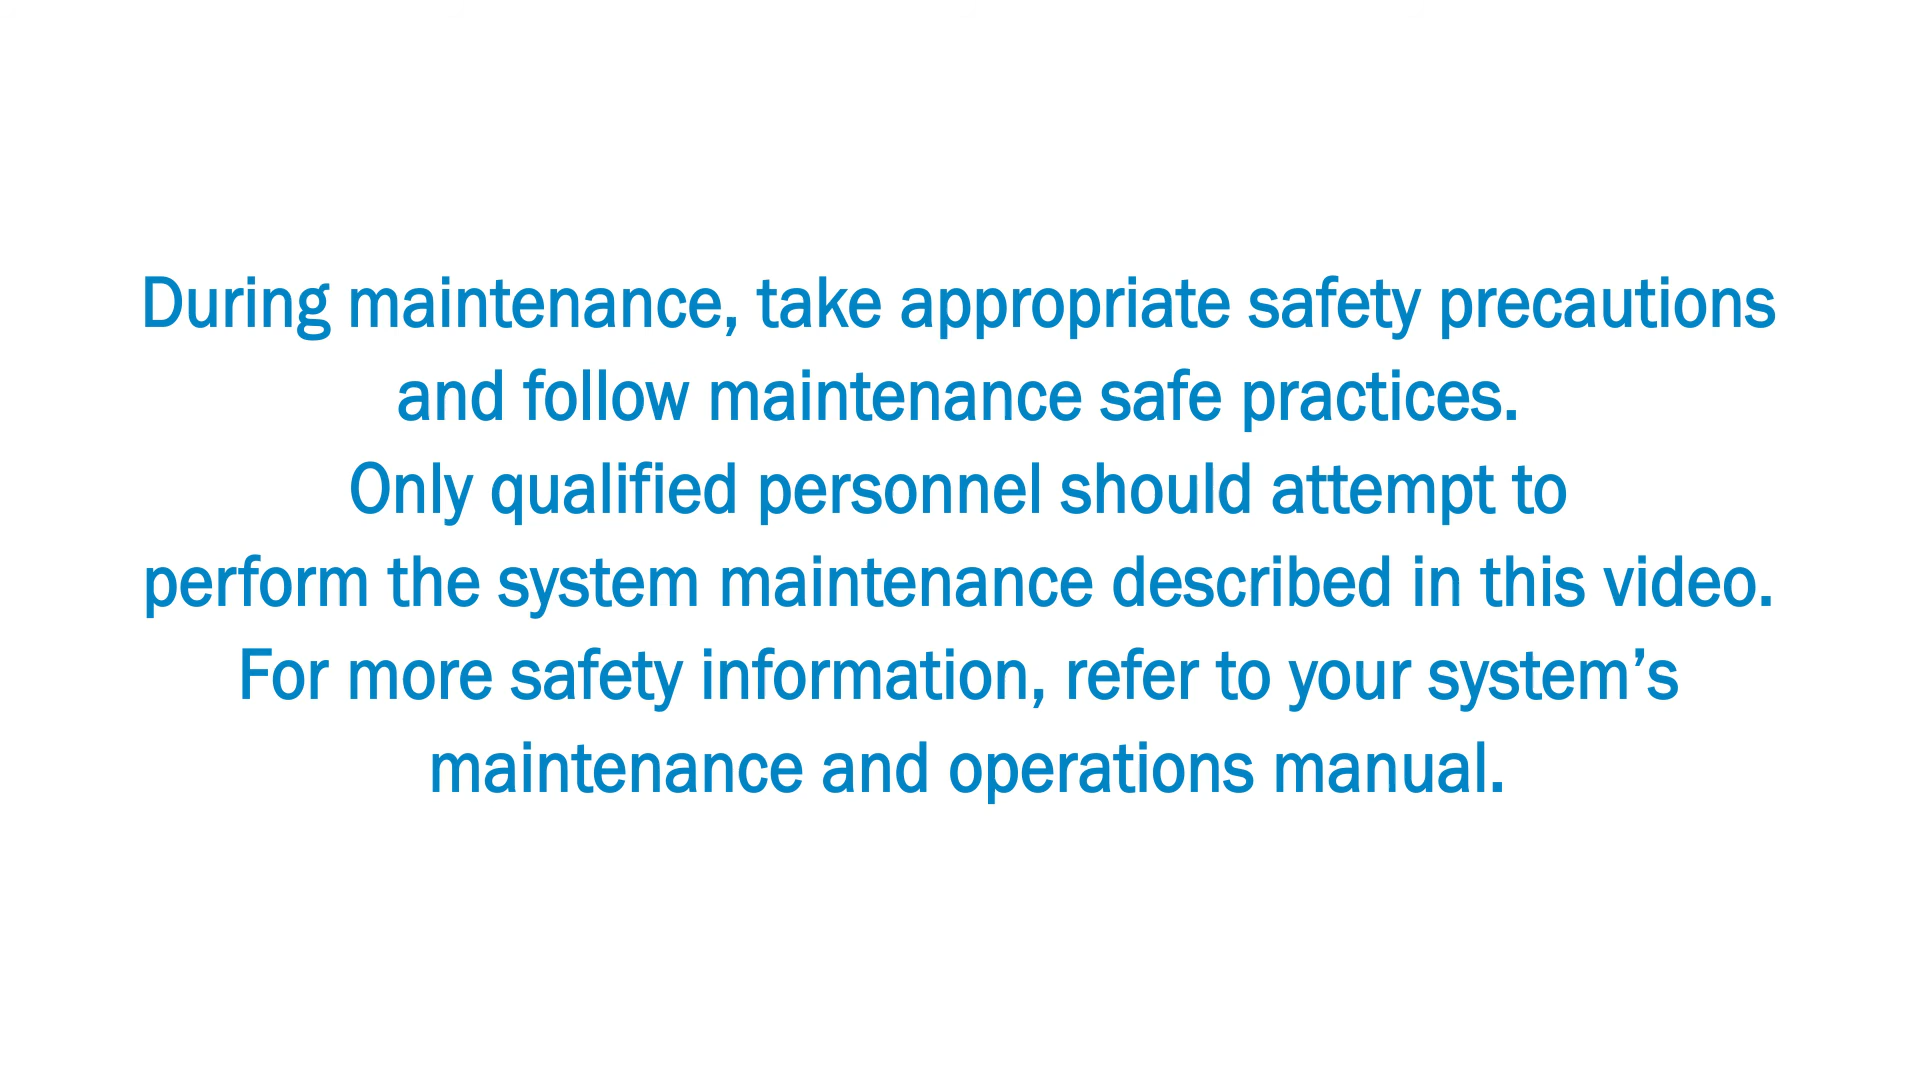 During maintenance, take appropriate safety precautions
and follow maintenance safe practices.
Only qualified personnel should attempt to
perform the system maintenance described in this video.
For more safety information, refer to your system’s
maintenance and operations manual.